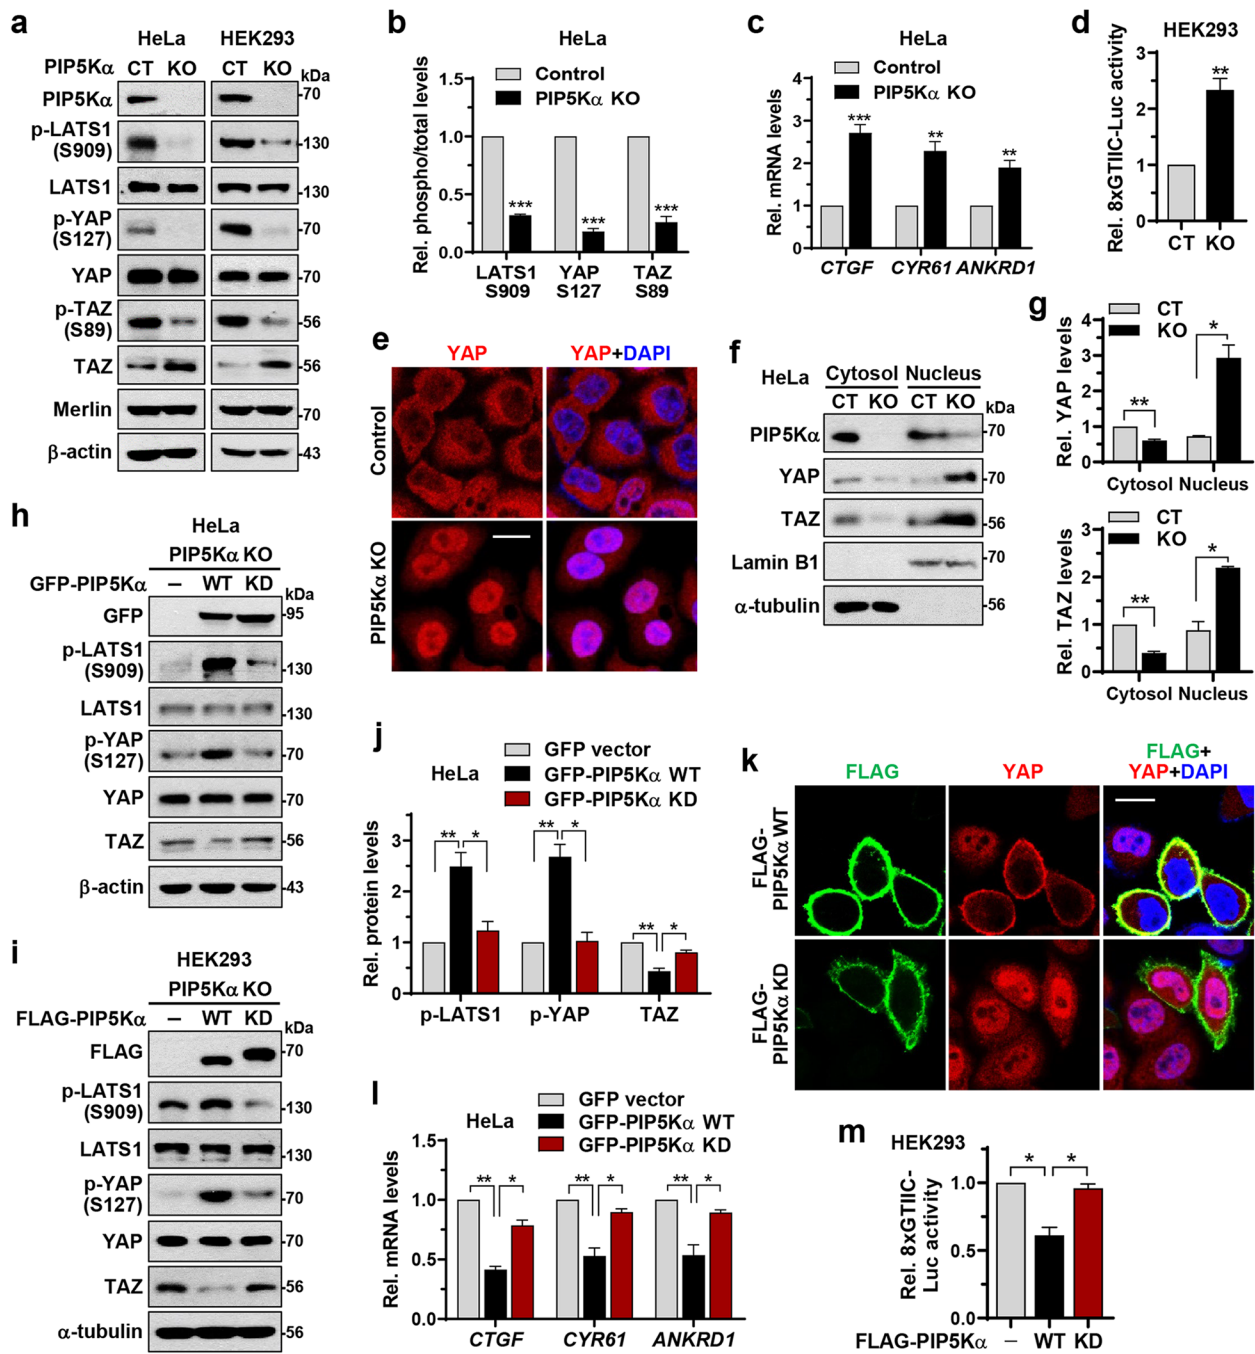 a
HeLa HEK293
PIP5Kα CT KO CT KO kDa
PIP5Kα 70
p-LATS1
(S909) 130
LATS1 130
p-YAP
(S127) 70
YAP 70
p-TAZ
(S89) 56
TAZ 56
Merlin 70
β-actin 43
b
HeLa
Control
PIP5Kα KO
Rel. phospho/total levels
1.5
1.0
0.5
0.0
*** *** ***
LATS1 YAP TAZ
S909 S127 S89
c
HeLa
Control
PIP5Kα KO
Rel. mRNA levels
4
3
2
1
0
*** ** **
CTGF CYR61 ANKRD1
d
HEK293
Rel. 8xGTIIC-Luc activity
3
2
1
0
**
CT KO
e
YAP YAP+DAPI
Control
PIP5Kα KO
f
HeLa Cytosol Nucleus
CT KO CT KO kDa
PIP5Kα 70
YAP 70
TAZ 56
Lamin B1 70
α-tubulin 56
g
CT
KO
Rel. YAP levels
4
3
2
1
0
** *
Cytosol Nucleus
CT
KO
Rel. TAZ levels
3
2
1
0
** *
Cytosol Nucleus
h
HeLa
PIP5Kα KO
GFP-PIP5Kα – WT KD kDa
GFP 95
p-LATS1
(S909) 130
LATS1 130
p-YAP
(S127) 70
YAP 70
TAZ 56
β-actin 43
i
HEK293
PIP5Kα KO
FLAG-PIP5Kα – WT KD kDa
FLAG 70
p-LATS1
(S909) 130
LATS1 130
p-YAP
(S127) 70
YAP 70
TAZ 56
α-tubulin 56
j
HeLa
GFP vector
GFP-PIP5Kα WT
GFP-PIP5Kα KD
Rel. protein levels
3
2
1
0
** * ** * ** *
p-LATS1 p-YAP TAZ
k
FLAG YAP FLAG+
YAP+DAPI
FLAG-
PIP5Kα WT
FLAG-
PIP5Kα KD
l
HeLa
GFP vector
GFP-PIP5Kα WT
GFP-PIP5Kα KD
Rel. mRNA levels
1.5
1.0
0.5
0.0
** * ** * ** *
CTGF CYR61 ANKRD1
m
HEK293
Rel. 8xGTIIC-
Luc activity
1.0
0.5
0.0
* *
FLAG-PIP5Kα – WT KD